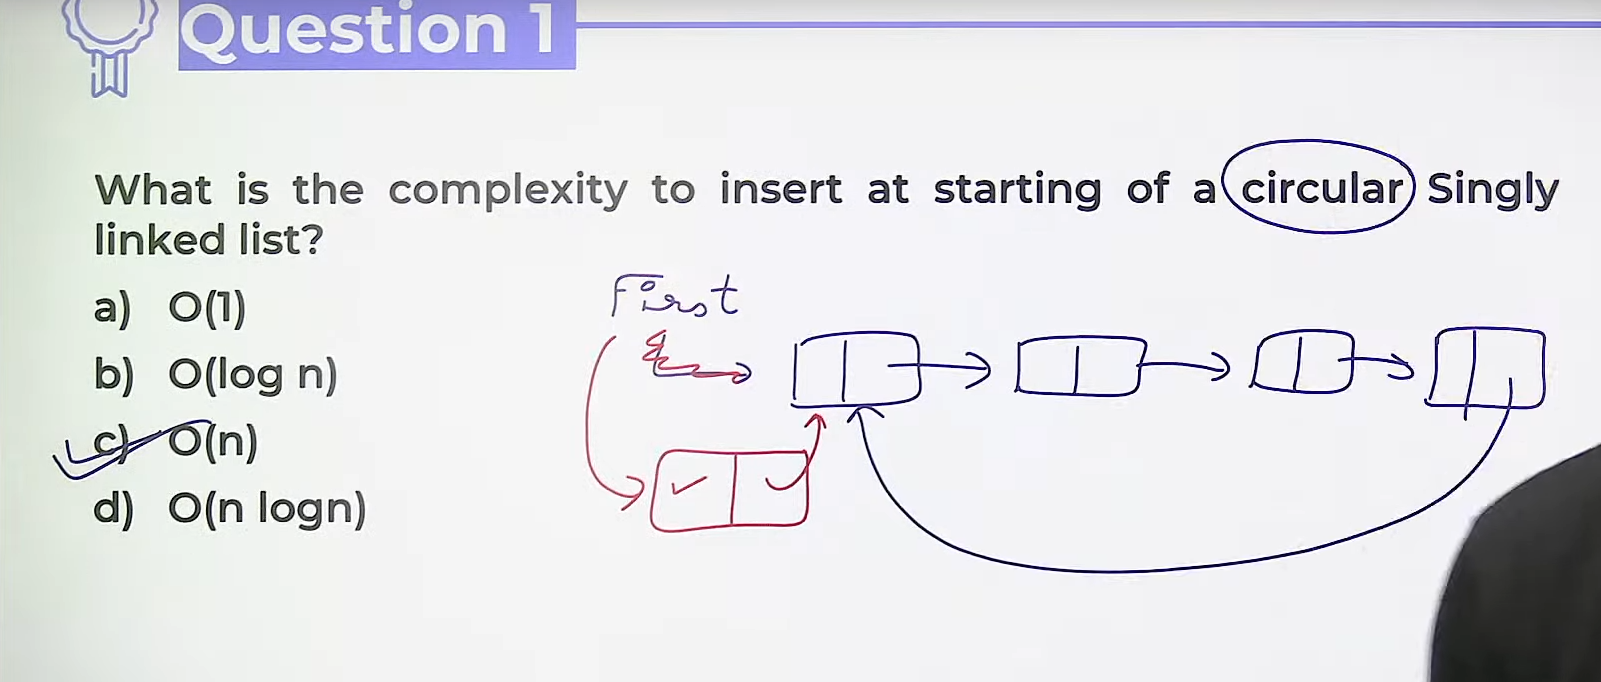 Question 1
What is the complexity to insert at starting of a circular Singly
linked list?
a) O(1)
b) O(log n)
c) O(n)
d) O(n logn)
First